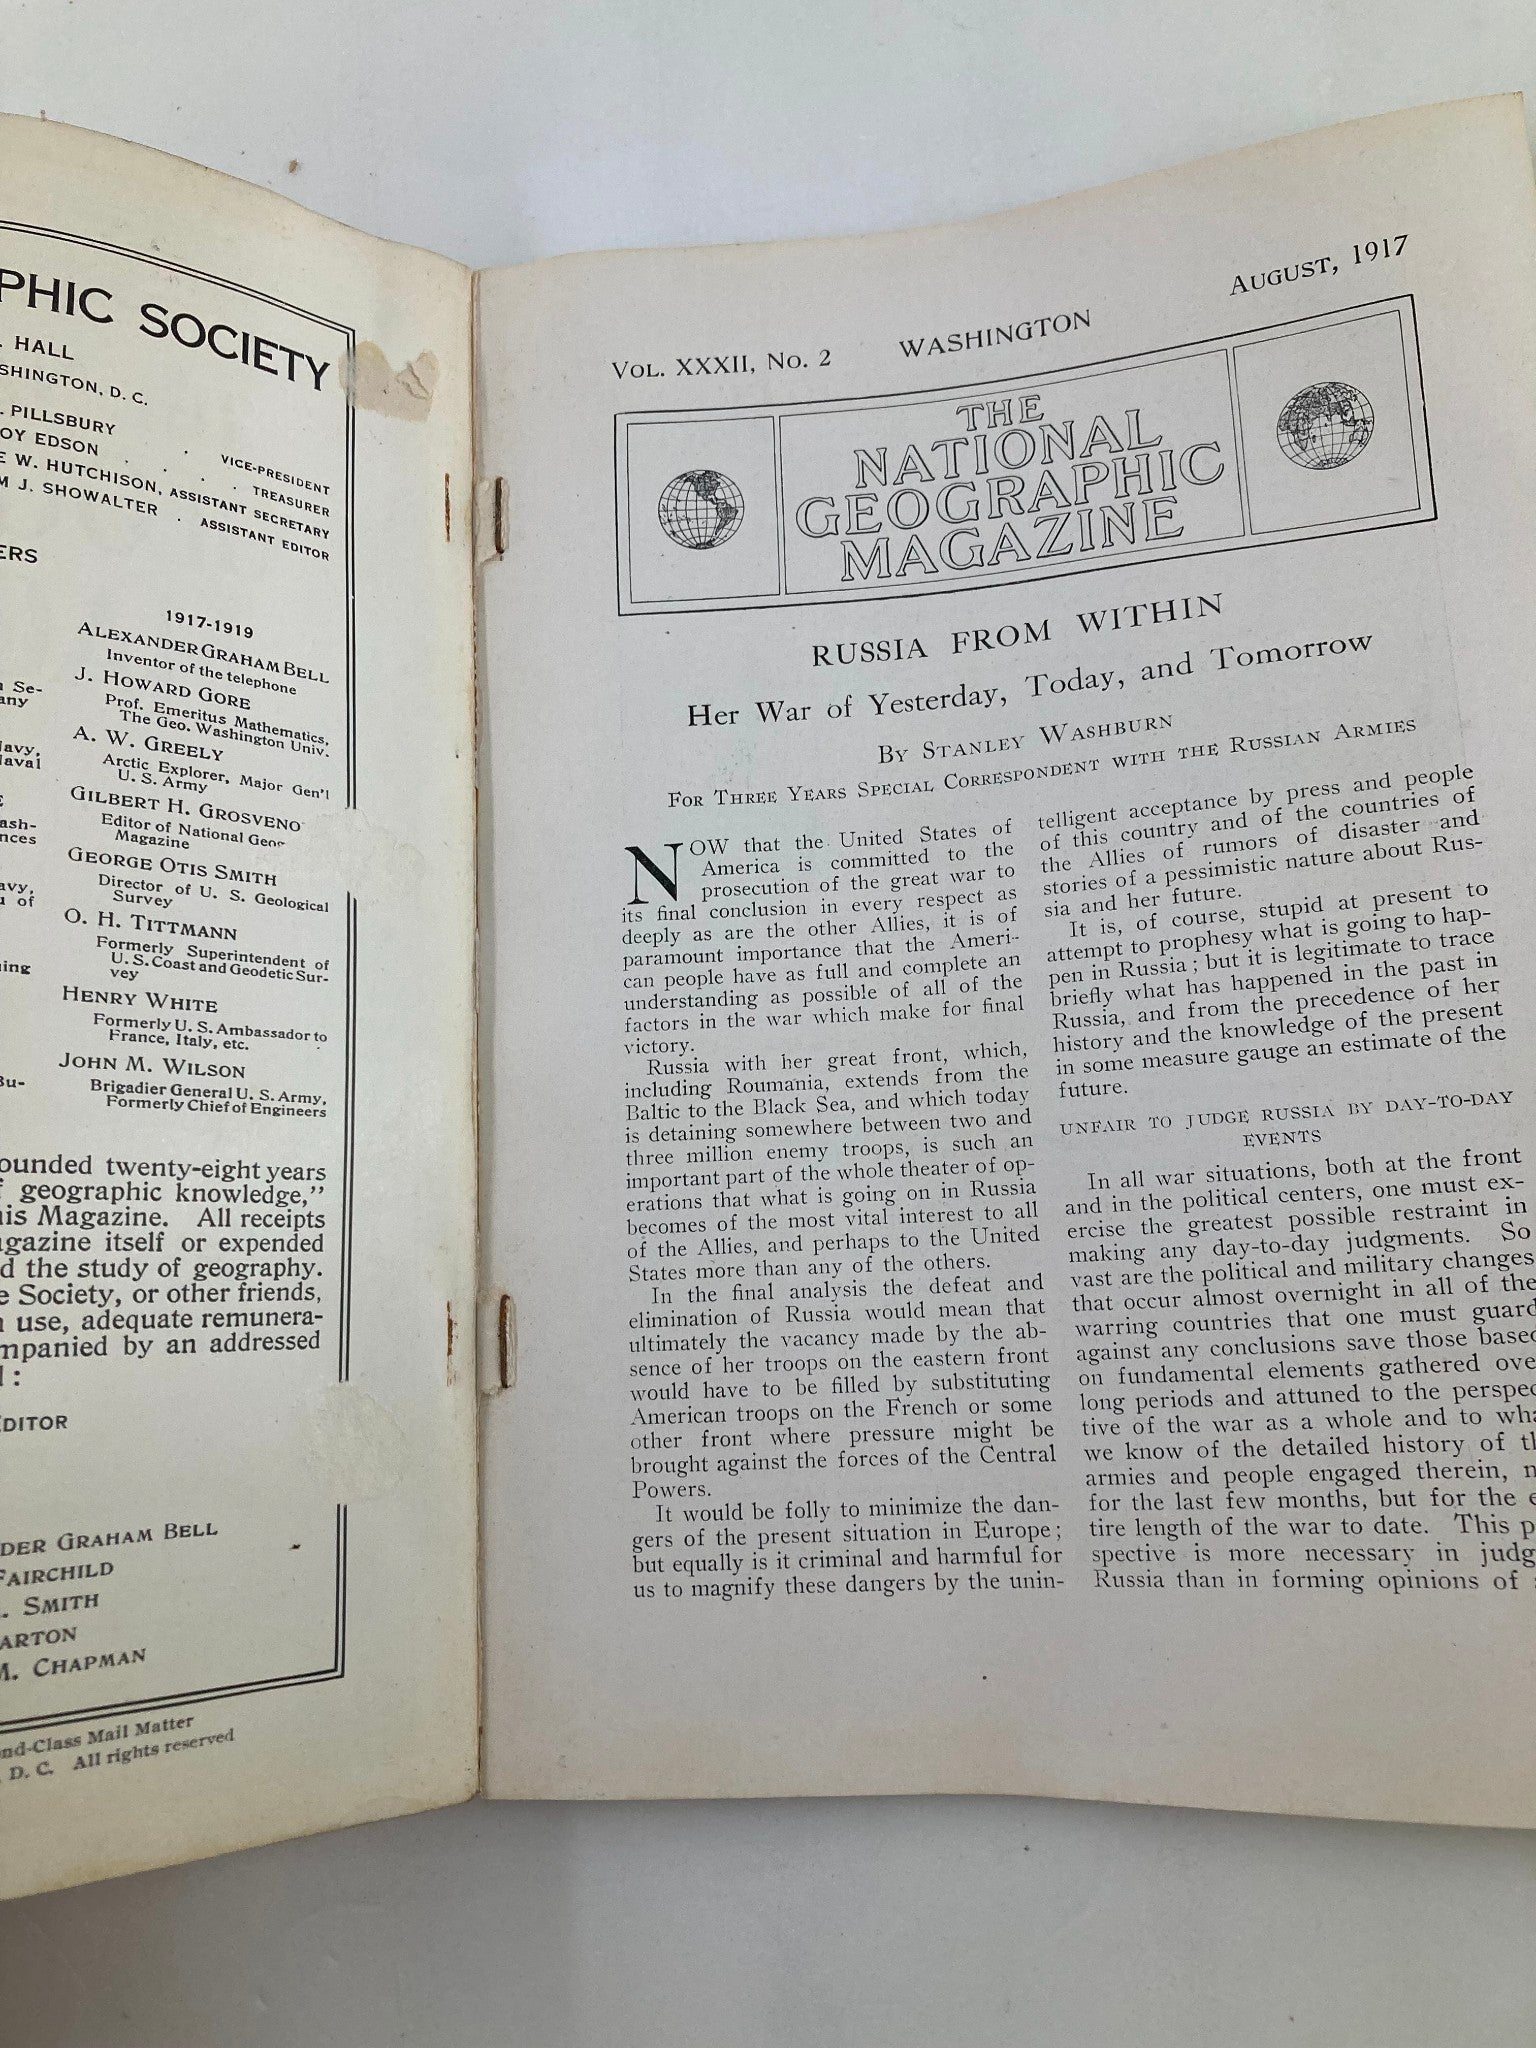 PHIC SOCIETY
. HALL
SHINGTON, D. C.
. PILLSBURY
VICE-PRESIDENT
OY EDSON
TREASURER
E W. HUTCHISON, ASSISTANT SECRETARY
M J. SHOWALTER
ASSISTANT EDITOR
ERS
1917-1919
ALEXANDER GRAHAM BELL
Inventor of the telephone
J. HOWARD GORE
Prof. Emeritus Mathematics,
The Geo. Washington Univ.
A. W. GREELY
Arctic Explorer, Major Gen'l
U. S. Army
GILBERT H. GROSVENO
Editor of National Geog
Magazine
GEORGE OTIS SMITH
Director of U. S. Geological
Survey
O. H. TITTMANN
Formerly Superintendent of
U. S. Coast and Geodetic Sur-
vey
HENRY WHITE
Formerly U. S. Ambassador to
France, Italy, etc.
JOHN M. WILSON
Brigadier General U. S. Army,
Formerly Chief of Engineers
ounded twenty-eight years
f geographic knowledge,"
his Magazine. All receipts
agazine itself or expended
d the study of geography.
e Society, or other friends,
n use, adequate remunera-
mpanied by an addressed
d:
EDITOR
DER GRAHAM BELL
FAIRCHILD
. SMITH
ARTON
M. CHAPMAN
nd-Class Mail Matter
D. C. All rights reserved
VOL. XXXII, NO. 2 WASHINGTON AUGUST, 1917
THE
NATIONAL
GEOGRAPHIC
MAGAZINE
RUSSIA FROM WITHIN
Her War of Yesterday, Today, and Tomorrow
BY STANLEY WASHBURN
FOR THREE YEARS SPECIAL CORRESPONDENT WITH THE RUSSIAN ARMIES
NOW that the United States of
America is committed to the
prosecution of the great war to
its final conclusion in every respect as
deeply as are the other Allies, it is of
paramount importance that the Ameri-
can people have as full and complete an
understanding as possible of all of the
factors in the war which make for final
victory.
Russia with her great front, which,
including Roumania, extends from the
Baltic to the Black Sea, and which today
is detaining somewhere between two and
three million enemy troops, is such an
important part of the whole theater of op-
erations that what is going on in Russia
becomes of the most vital interest to all
of the Allies, and perhaps to the United
States more than any of the others.
In the final analysis the defeat and
elimination of Russia would mean that
ultimately the vacancy made by the ab-
sence of her troops on the eastern front
would have to be filled by substituting
American troops on the French or some
other front where pressure might be
brought against the forces of the Central
Powers.
It would be folly to minimize the dan-
gers of the present situation in Europe;
but equally is it criminal and harmful for
us to magnify these dangers by the unin-
telligent acceptance by press and people
of this country and of the countries of
the Allies of rumors of disaster and
stories of a pessimistic nature about Rus-
sia and her future.
It is, of course, stupid at present to
attempt to prophesy what is going to hap-
pen in Russia; but it is legitimate to trace
briefly what has happened in the past in
Russia, and from the precedence of her
history and the knowledge of the present
in some measure gauge an estimate of the
future.
UNFAIR TO JUDGE RUSSIA BY DAY-TO-DAY
EVENTS
In all war situations, both at the front
and in the political centers, one must ex-
ercise the greatest possible restraint in
making any day-to-day judgments. So
vast are the political and military changes
that occur almost overnight in all of the
warring countries that one must guard
against any conclusions save those based
on fundamental elements gathered ove
long periods and attuned to the perspec
tive of the war as a whole and to wha
we know of the detailed history of th
armies and people engaged therein, n
for the last few months, but for the e
tire length of the war to date. This p
spective is more necessary in judg
Russia than in forming opinions of